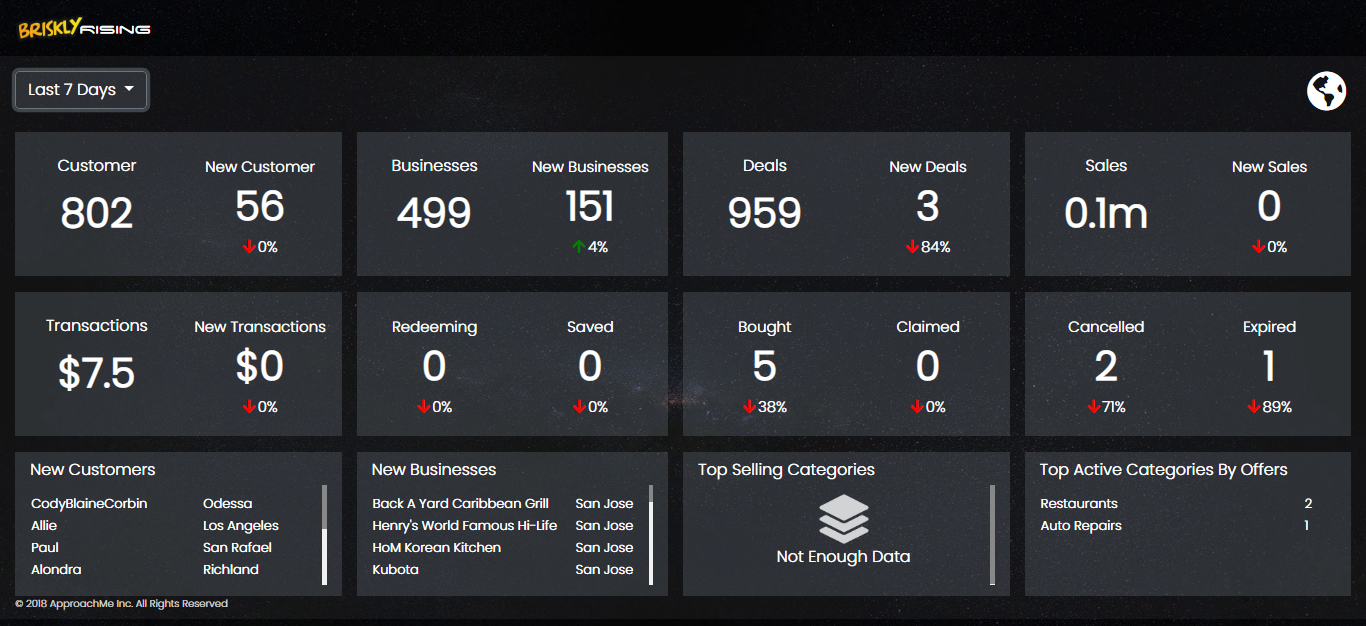 BRISKLYRISING
Last 7 Days
Customer
802
New Customer
56
0%
Businesses
499
New Businesses
151
4%
Deals
959
New Deals
3
84%
Sales
0.1m
New Sales
0
0%
Transactions
$7.5
New Transactions
$0
0%
Redeeming
0
0%
Saved
0
0%
Bought
5
38%
Claimed
0
0%
Cancelled
2
71%
Expired
1
89%
New Customers
CodyBlaineCorbin Odessa
Allie Los Angeles
Paul San Rafael
Alondra Richland
New Businesses
Back A Yard Caribbean Grill San Jose
Henry's World Famous Hi-Life San Jose
HoM Korean Kitchen San Jose
Kubota San Jose
Top Selling Categories
Not Enough Data
Top Active Categories By Offers
Restaurants 2
Auto Repairs 1
© 2018 ApproachMe Inc. All Rights Reserved